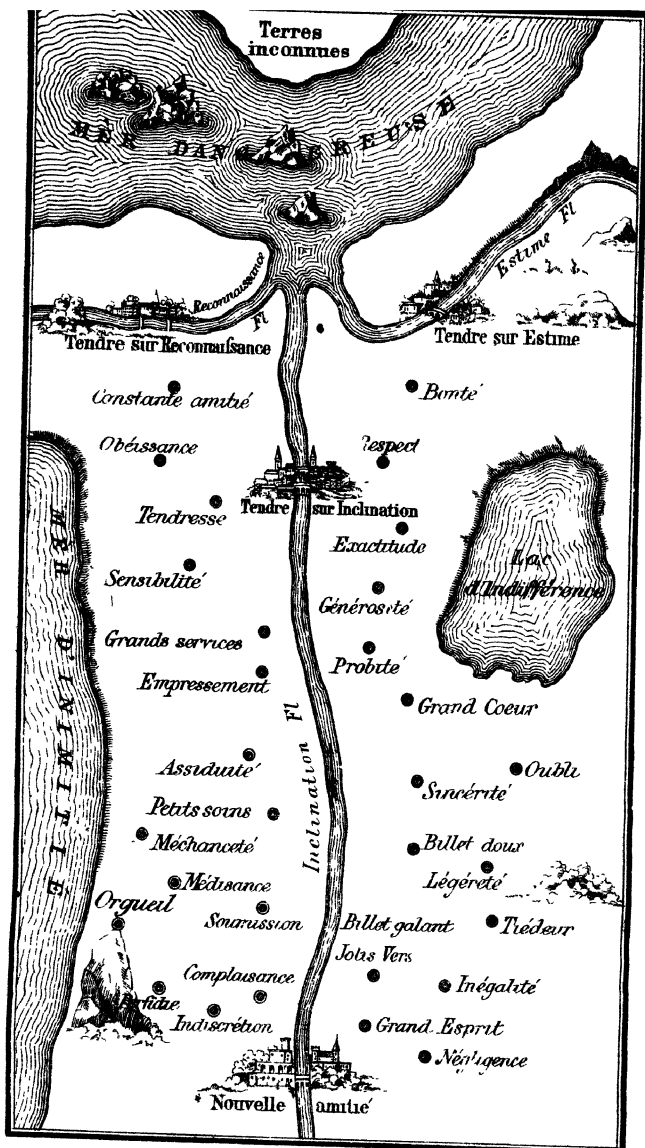 Terres
inconnues
MER DANGEREUSE
Reconnaissance
Fl
Estime Fl
Tendre sur Reconnaissance
Tendre sur Estime
Constante amitié
Bonté
Obéissance
Respect
Tendresse
Tendre sur Inclination
Exactitude
Lac
d'Indifférence
Sensibilité
Générosité
MER D'INIMITIÉ
Grands services
Probité
Empressement
Grand Coeur
Inclination Fl
Assiduité
Oubli
Sincérité
Petits soins
Méchanceté
Billet doux
Légéreté
Médisance
Orgueil
Soumission
Billet galant
Tiédeur
Jolis Vers
Complaisance
Inégalité
Perfidie
Indiscrétion
Grand Esprit
Négligence
Nouvelle amitié